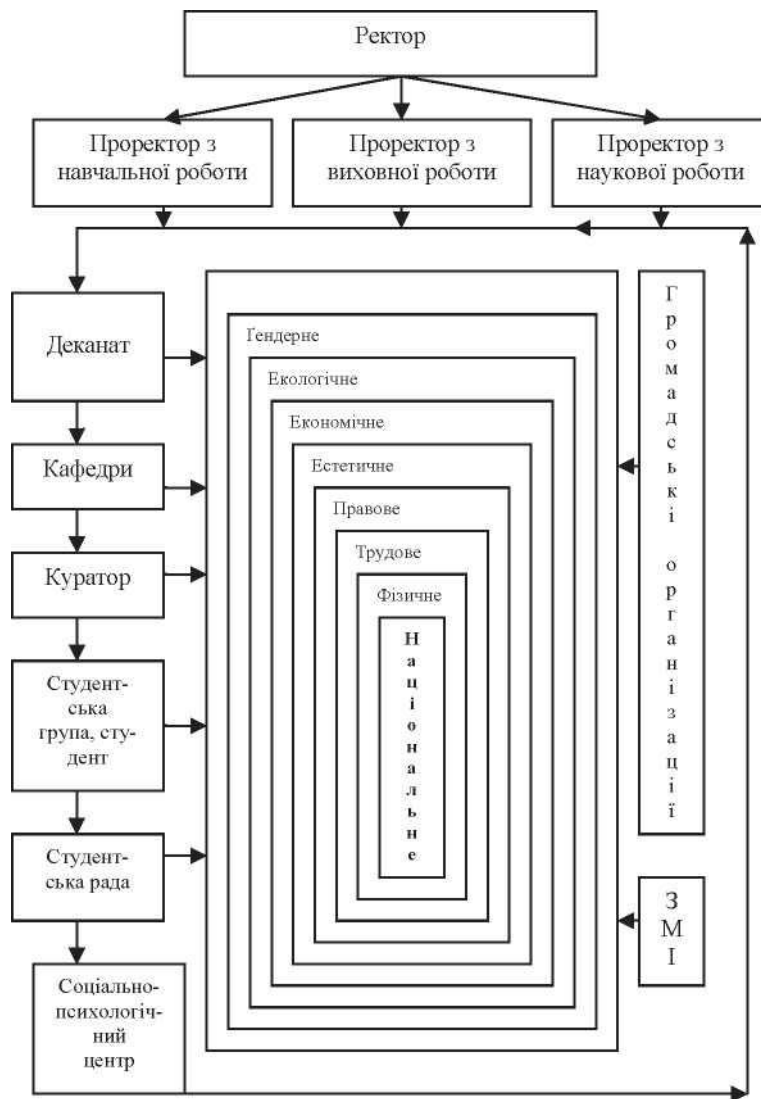 Ректор
Проректор з
навчальної роботи
Проректор з
виховної роботи
Проректор з
наукової роботи
Деканат
Кафедри
Куратор
Студент-
ська
група, сту-
дент
Студент-
ська рада
Соціально-
психологіч-
ний
центр
Гендерне
Екологічне
Економічне
Естетичне
Правове
Трудове
Фізичне
Національне
Громадські організації
ЗМІ